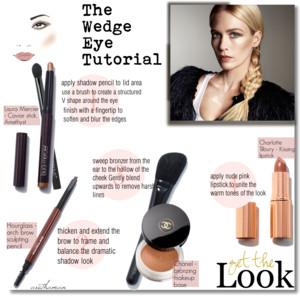 The
Wedge
Eye
Tutorial
apply shadow pencil to lid area
use a brush to create a structured
V shape around the eye
finish with a fingertip to
soften and blur the edges
Laura Mercier
- Caviar stick,
Amethyst
sweep bronzer from the
ear to the hollow of the
cheek Gently blend
upwards to remove harsh
lines
Charlotte
Tilbury - Kissing
lipstick
apply nude pink
lipstick to unite the
warm tones of the look
Hourglass -
arch brow
sculpting
pencil
thicken and extend the
brow to frame and
balance the dramatic
shadow look
Chanel -
bronzing
makeup
base
get the
Look